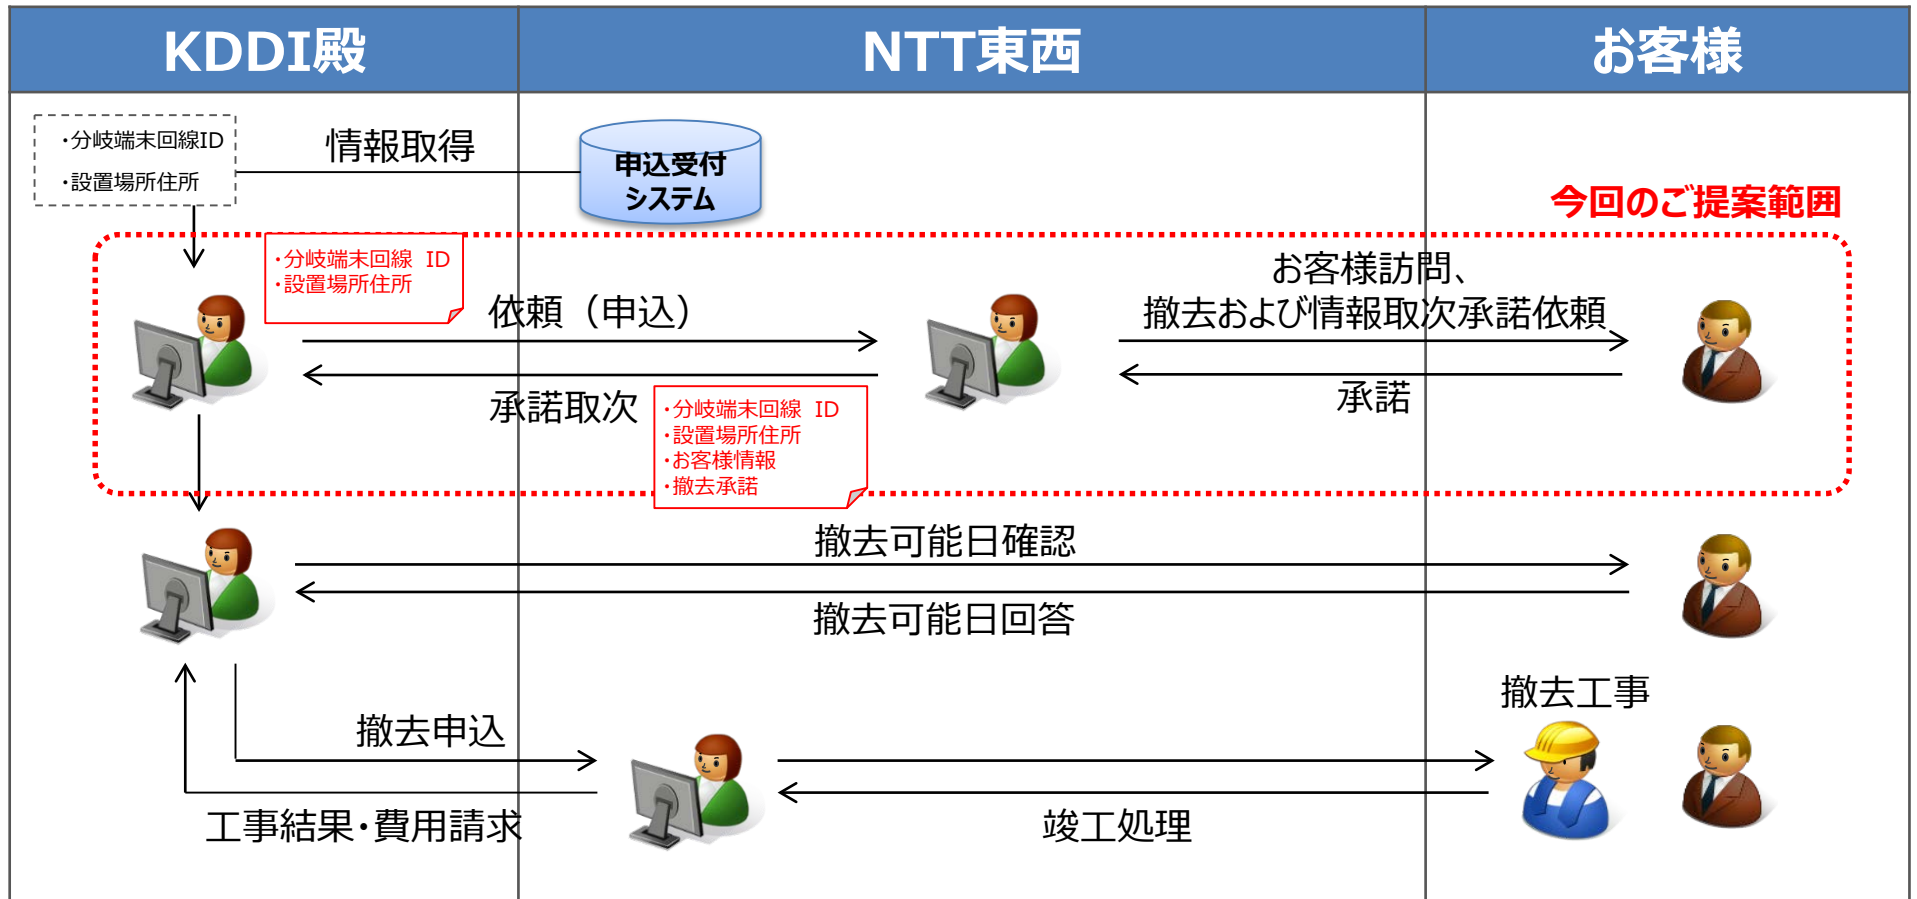 KDDI殿
NTT東西
お客様
・分岐端末回線ID
・設置場所住所
情報取得
申込受付
システム
今回のご提案範囲
・分岐端末回線 ID
・設置場所住所
依頼（申込）
お客様訪問、
撤去および情報取次承諾依頼
承諾取次
・分岐端末回線 ID
・設置場所住所
・お客様情報
・撤去承諾
承諾
撤去可能日確認
撤去可能日回答
撤去工事
撤去申込
工事結果・費用請求
竣工処理